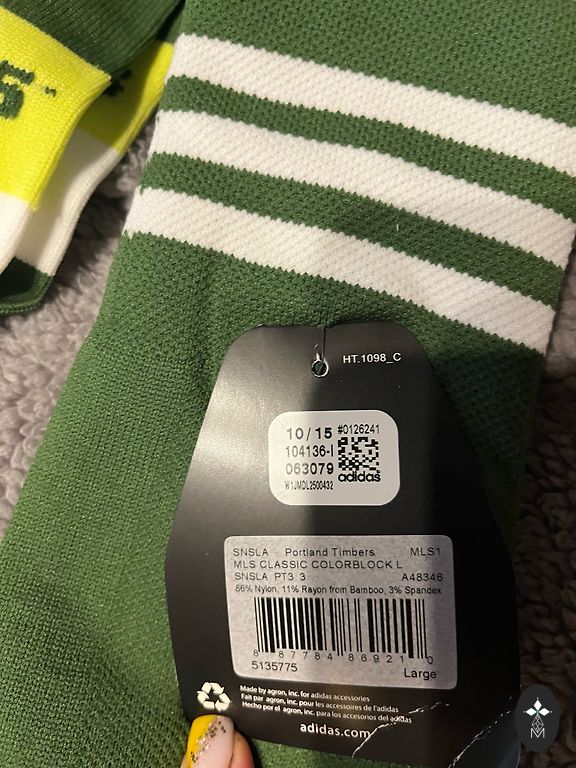 5
HT.1098_C
10/15 #0126241
104136-I
063079
adidas
W1JMDL2500432
SNSLA Portland Timbers MLS1
MLS CLASSIC COLORBLOCK L
SNSLA PT3 3 A48346
86% Nylon, 11% Rayon from Bamboo, 3% Spandex
8 87784 86921 0
5135775
Large
Made by agron, inc. for adidas accessories
Fait par agron, inc. pour les accessoires de l'adidas
Hecho por el agron, inc. para los accesorios del adidas
adidas.com
M